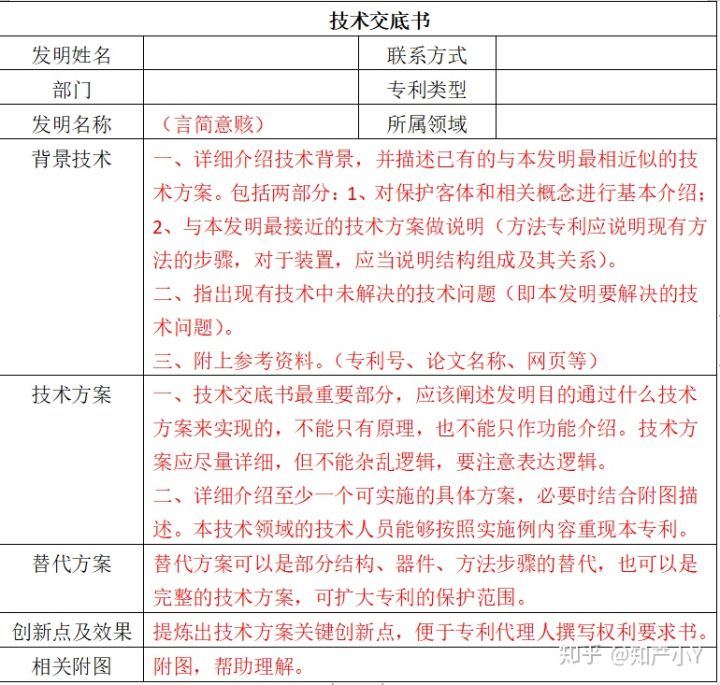 技术交底书
发明姓名 联系方式
部门 专利类型
发明名称 （言简意赅） 所属领域
背景技术
一、详细介绍技术背景，并描述已有的与本发明最相近似的技
术方案。包括两部分：1、对保护客体和相关概念进行基本介绍；
2、与本发明最接近的技术方案做说明（方法专利应说明现有方
法的步骤，对于装置，应当说明结构组成及其关系）。
二、指出现有技术中未解决的技术问题（即本发明要解决的技
术问题）。
三、附上参考资料。（专利号、论文名称、网页等）
技术方案
一、技术交底书最重要部分，应该阐述发明目的通过什么技术
方案来实现的，不能只有原理，也不能只作功能介绍。技术方
案应尽量详细，但不能杂乱逻辑，要注意表达逻辑。
二、详细介绍至少一个可实施的具体方案，必要时结合附图描
述。本技术领域的技术人员能够按照实施例内容重现本专利。
替代方案
替代方案可以是部分结构、器件、方法步骤的替代，也可以是
完整的技术方案，可扩大专利的保护范围。
创新点及效果 提炼出技术方案关键创新点，便于专利代理人撰写权利要求书。
相关附图 附图，帮助理解。
知乎 @知产小Y